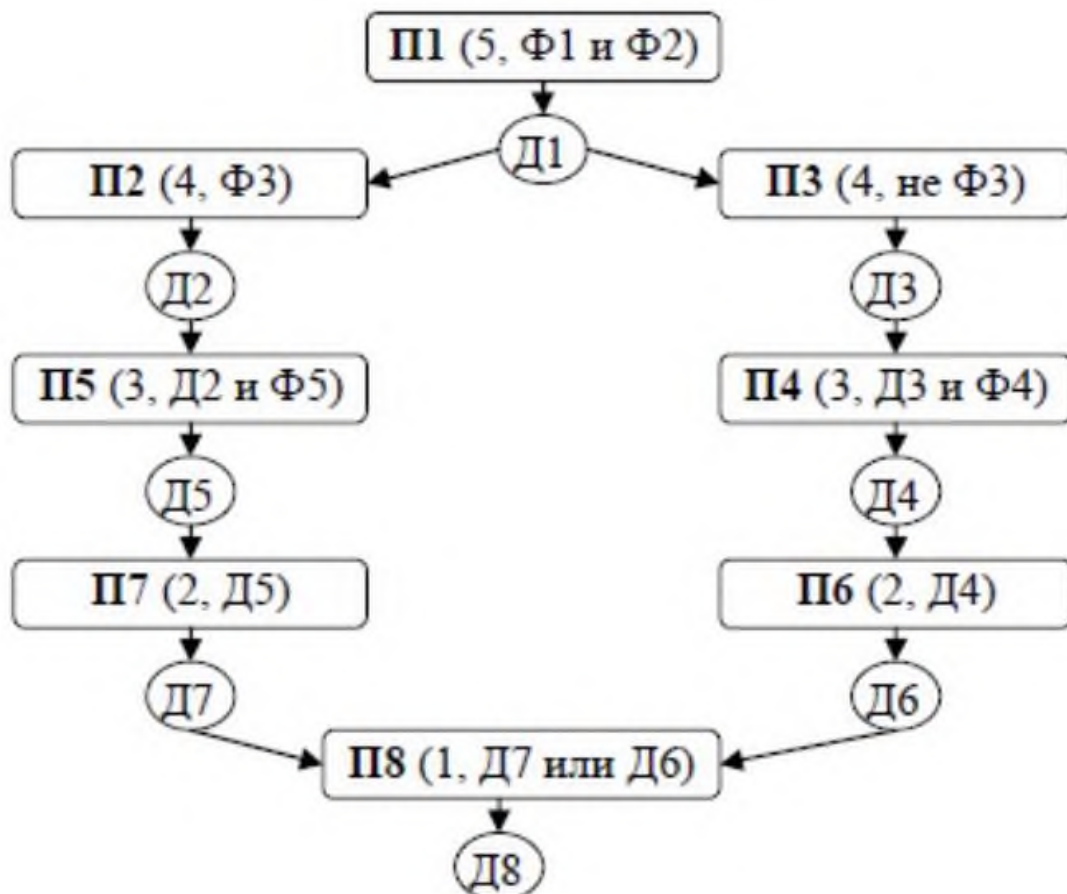 П1 (5, Ф1 и Ф2)
Д1
П2 (4, Ф3)
П3 (4, не Ф3)
Д2
Д3
П5 (3, Д2 и Ф5)
П4 (3, Д3 и Ф4)
Д5
Д4
П7 (2, Д5)
П6 (2, Д4)
Д7
Д6
П8 (1, Д7 или Д6)
Д8